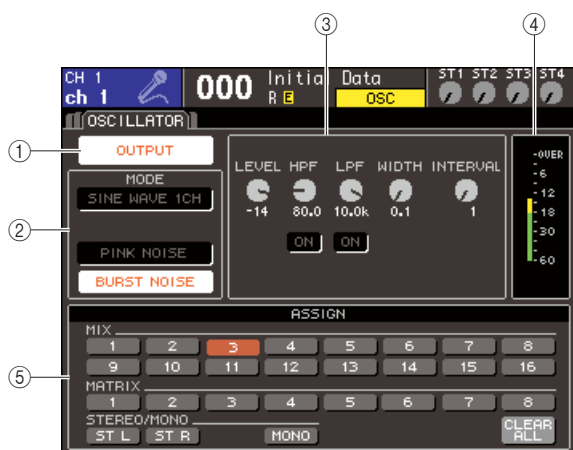 ③ ④
CH 1 000 Initial Data ST1 ST2 ST3 ST4
ch 1 R E OSC
OSCILLATOR
① OUTPUT
② MODE
SINE WAVE 1CH
PINK NOISE
BURST NOISE
LEVEL HPF LPF WIDTH INTERVAL
-14 80.0 10.0k 0.1 1
ON ON
-OVER
-6
-12
-18
-30
-60
⑤ ASSIGN
MIX
1 2 3 4 5 6 7 8
9 10 11 12 13 14 15 16
MATRIX
1 2 3 4 5 6 7 8
STEREO/MONO
ST L ST R MONO CLEAR ALL